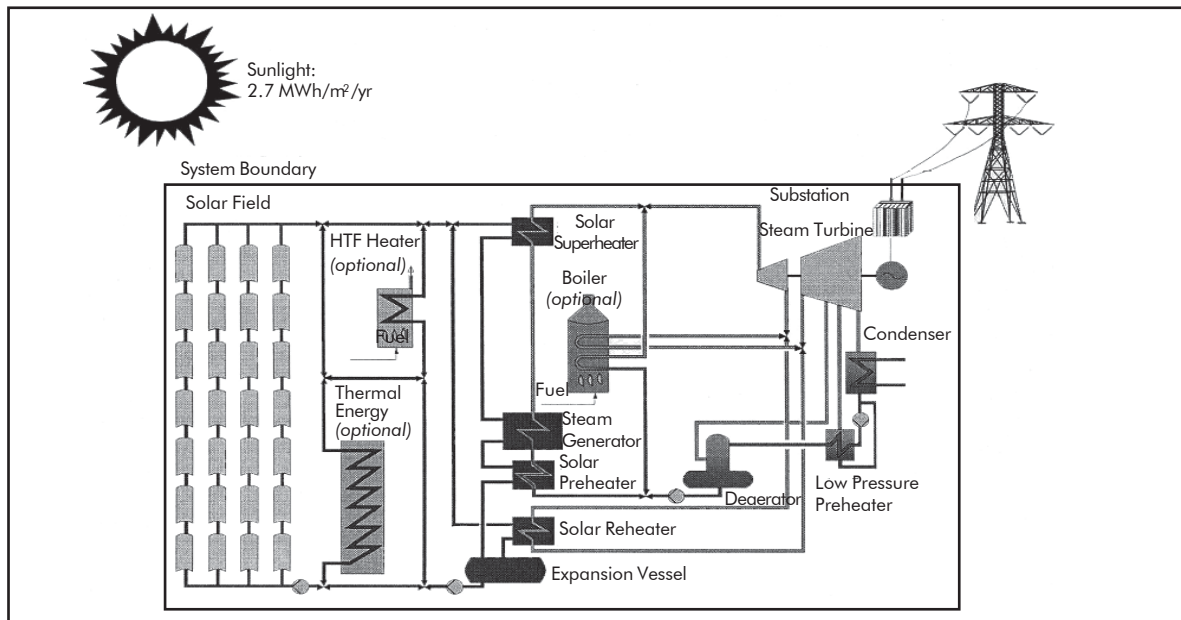 Sunlight:
2.7 MWh/m²/yr
System Boundary
Solar Field
Substation
HTF Heater
(optional)
Solar
Superheater
Steam Turbine
Boiler
(optional)
Fuel
Condenser
Thermal
Energy
(optional)
Fuel
Steam
Generator
Solar
Preheater
Deaerator
Low Pressure
Preheater
Solar Reheater
Expansion Vessel